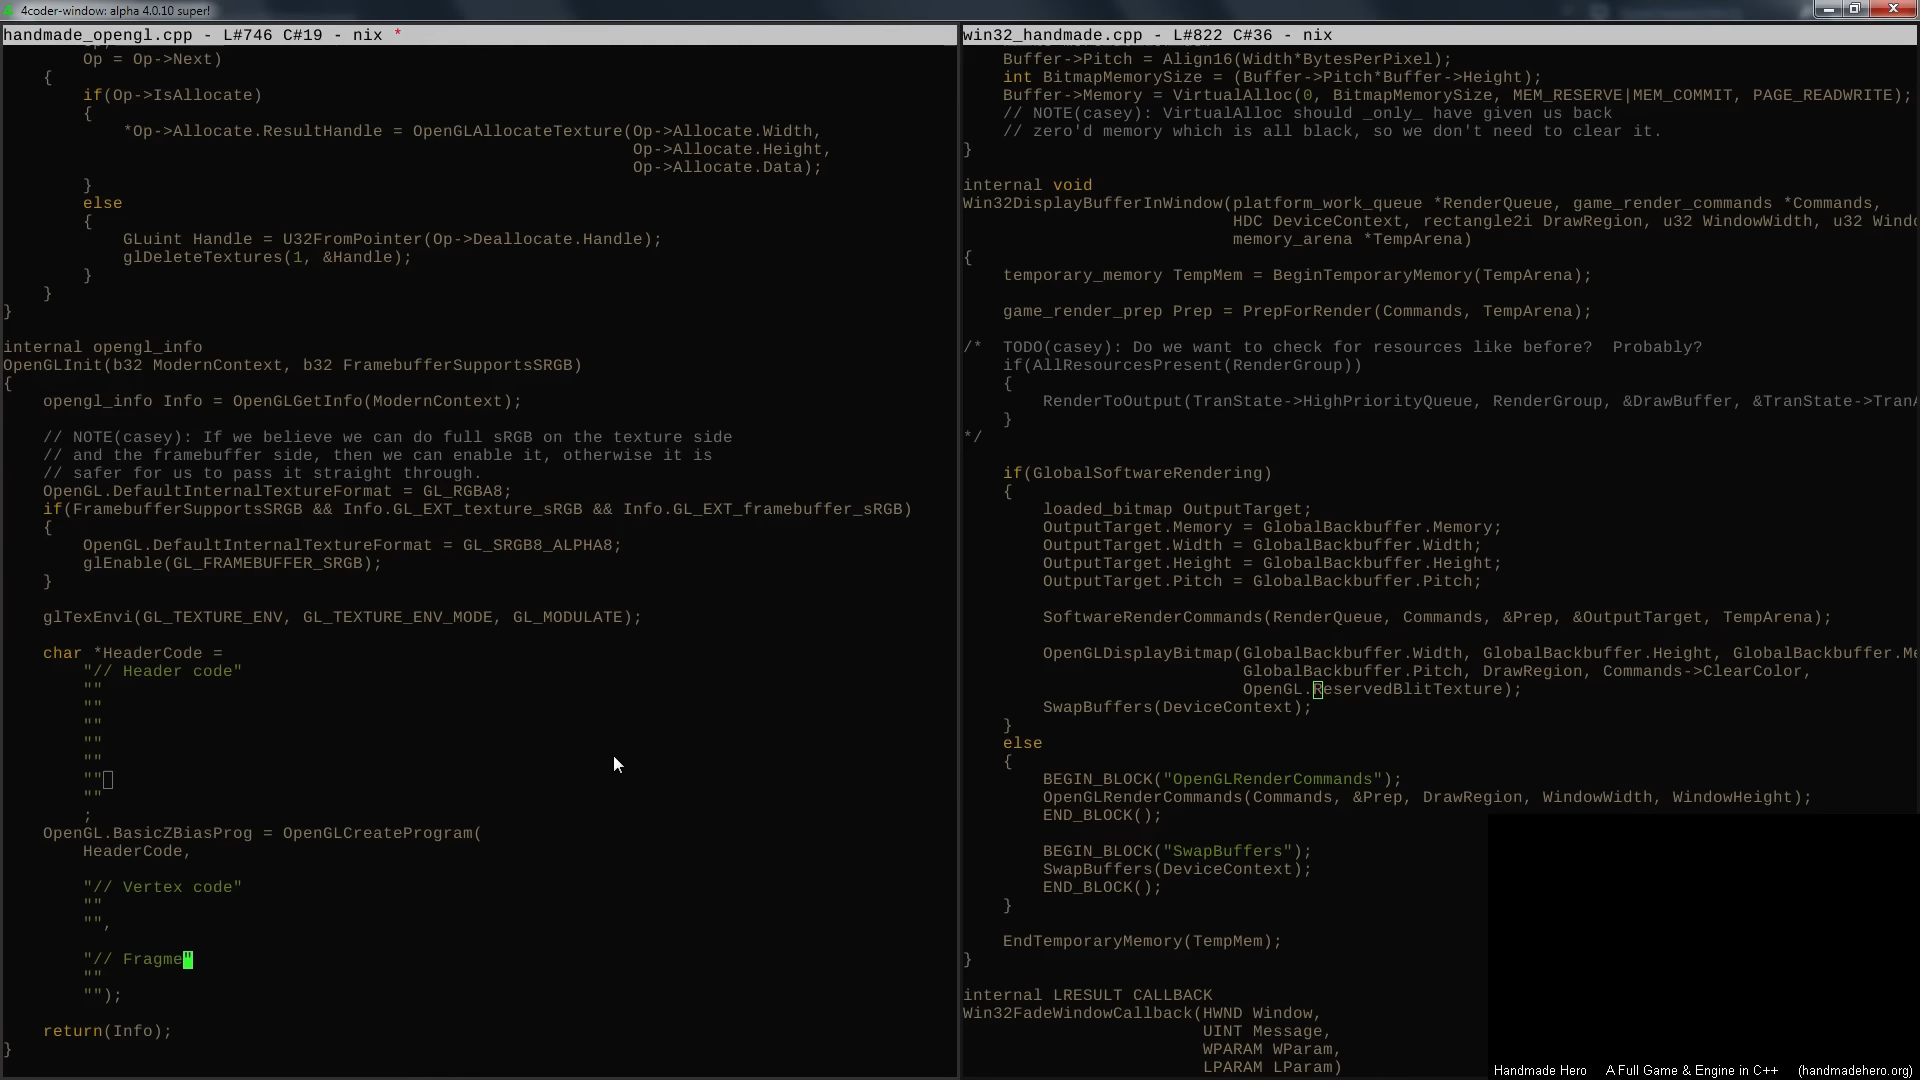 4coder-window: alpha 4.0.10 super!
handmade_opengl.cpp - L#746 C#19 - nix *
Op = Op->Next)
{
if(Op->IsAllocate)
{
*Op->Allocate.ResultHandle = OpenGLAllocateTexture(Op->Allocate.Width,
Op->Allocate.Height,
Op->Allocate.Data);
}
else
{
GLuint Handle = U32FromPointer(Op->Deallocate.Handle);
glDeleteTextures(1, &Handle);
}
}
}
internal opengl_info
OpenGLInit(b32 ModernContext, b32 FramebufferSupportsSRGB)
{
opengl_info Info = OpenGLGetInfo(ModernContext);
// NOTE(casey): If we believe we can do full sRGB on the texture side
// and the framebuffer side, then we can enable it, otherwise it is
// safer for us to pass it straight through.
OpenGL.DefaultInternalTextureFormat = GL_RGBA8;
if(FramebufferSupportsSRGB && Info.GL_EXT_texture_sRGB && Info.GL_EXT_framebuffer_sRGB)
{
OpenGL.DefaultInternalTextureFormat = GL_SRGB8_ALPHA8;
glEnable(GL_FRAMEBUFFER_SRGB);
}
glTexEnvi(GL_TEXTURE_ENV, GL_TEXTURE_ENV_MODE, GL_MODULATE);
char *HeaderCode =
"// Header code"
""
""
""
""
""
""
""
;
OpenGL.BasicZBiasProg = OpenGLCreateProgram(
HeaderCode,
"// Vertex code"
""
"",
"// Fragme"
""
"");
return(Info);
}
win32_handmade.cpp - L#822 C#36 - nix
Buffer->Pitch = Align16(Width*BytesPerPixel);
int BitmapMemorySize = (Buffer->Pitch*Buffer->Height);
Buffer->Memory = VirtualAlloc(0, BitmapMemorySize, MEM_RESERVE|MEM_COMMIT, PAGE_READWRITE);
// NOTE(casey): VirtualAlloc should _only_ have given us back
// zero'd memory which is all black, so we don't need to clear it.
}
internal void
Win32DisplayBufferInWindow(platform_work_queue *RenderQueue, game_render_commands *Commands,
HDC DeviceContext, rectangle2i DrawRegion, u32 WindowWidth, u32 Windo
memory_arena *TempArena)
{
temporary_memory TempMem = BeginTemporaryMemory(TempArena);
game_render_prep Prep = PrepForRender(Commands, TempArena);
/* TODO(casey): Do we want to check for resources like before? Probably?
if(AllResourcesPresent(RenderGroup))
{
RenderToOutput(TranState->HighPriorityQueue, RenderGroup, &DrawBuffer, &TranState->TranA
}
*/
if(GlobalSoftwareRendering)
{
loaded_bitmap OutputTarget;
OutputTarget.Memory = GlobalBackbuffer.Memory;
OutputTarget.Width = GlobalBackbuffer.Width;
OutputTarget.Height = GlobalBackbuffer.Height;
OutputTarget.Pitch = GlobalBackbuffer.Pitch;
SoftwareRenderCommands(RenderQueue, Commands, &Prep, &OutputTarget, TempArena);
OpenGLDisplayBitmap(GlobalBackbuffer.Width, GlobalBackbuffer.Height, GlobalBackbuffer.Me
GlobalBackbuffer.Pitch, DrawRegion, Commands->ClearColor,
OpenGL.ReservedBlitTexture);
SwapBuffers(DeviceContext);
}
else
{
BEGIN_BLOCK("OpenGLRenderCommands");
OpenGLRenderCommands(Commands, &Prep, DrawRegion, WindowWidth, WindowHeight);
END_BLOCK();
BEGIN_BLOCK("SwapBuffers");
SwapBuffers(DeviceContext);
END_BLOCK();
}
EndTemporaryMemory(TempMem);
}
internal LRESULT CALLBACK
Win32FadeWindowCallback(HWND Window,
UINT Message,
WPARAM WParam,
LPARAM LParam)
Handmade Hero A Full Game & Engine in C++ (handmadehero.org)